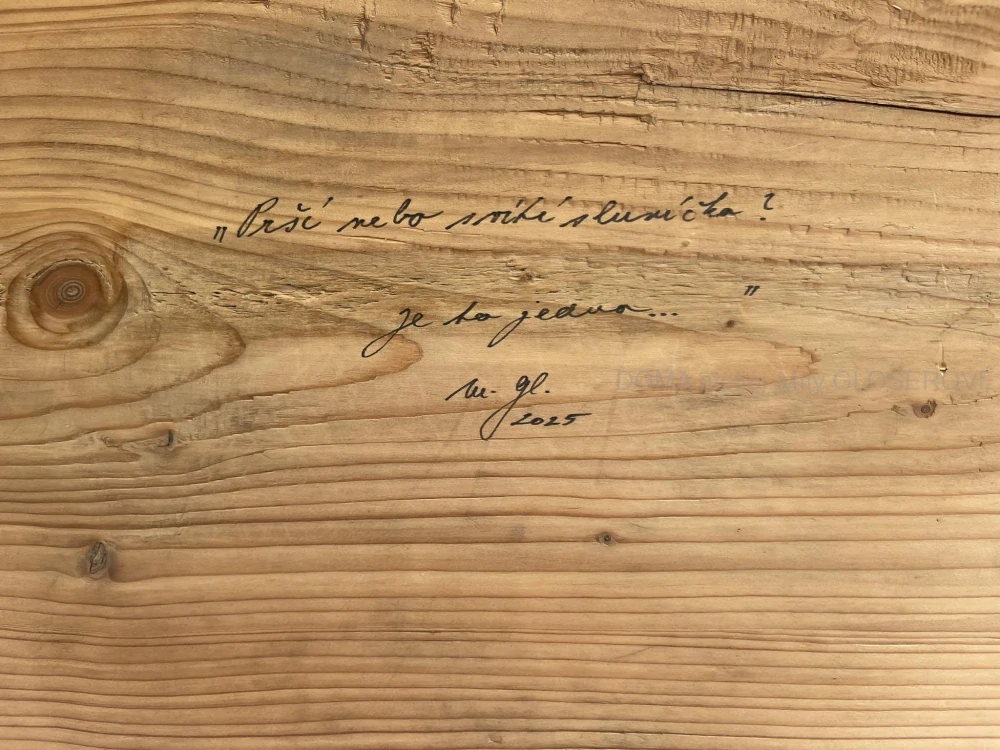 „Prší nebo svítí sluníčko?
Je to jedno..."
M. Gl.
2025